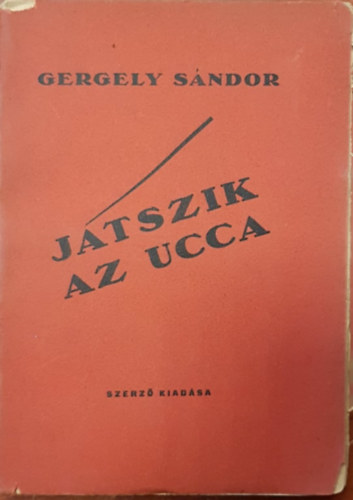 GERGELY SÁNDOR
JÁTSZIK
AZ UCCA
SZERZŐ KIADÁSA